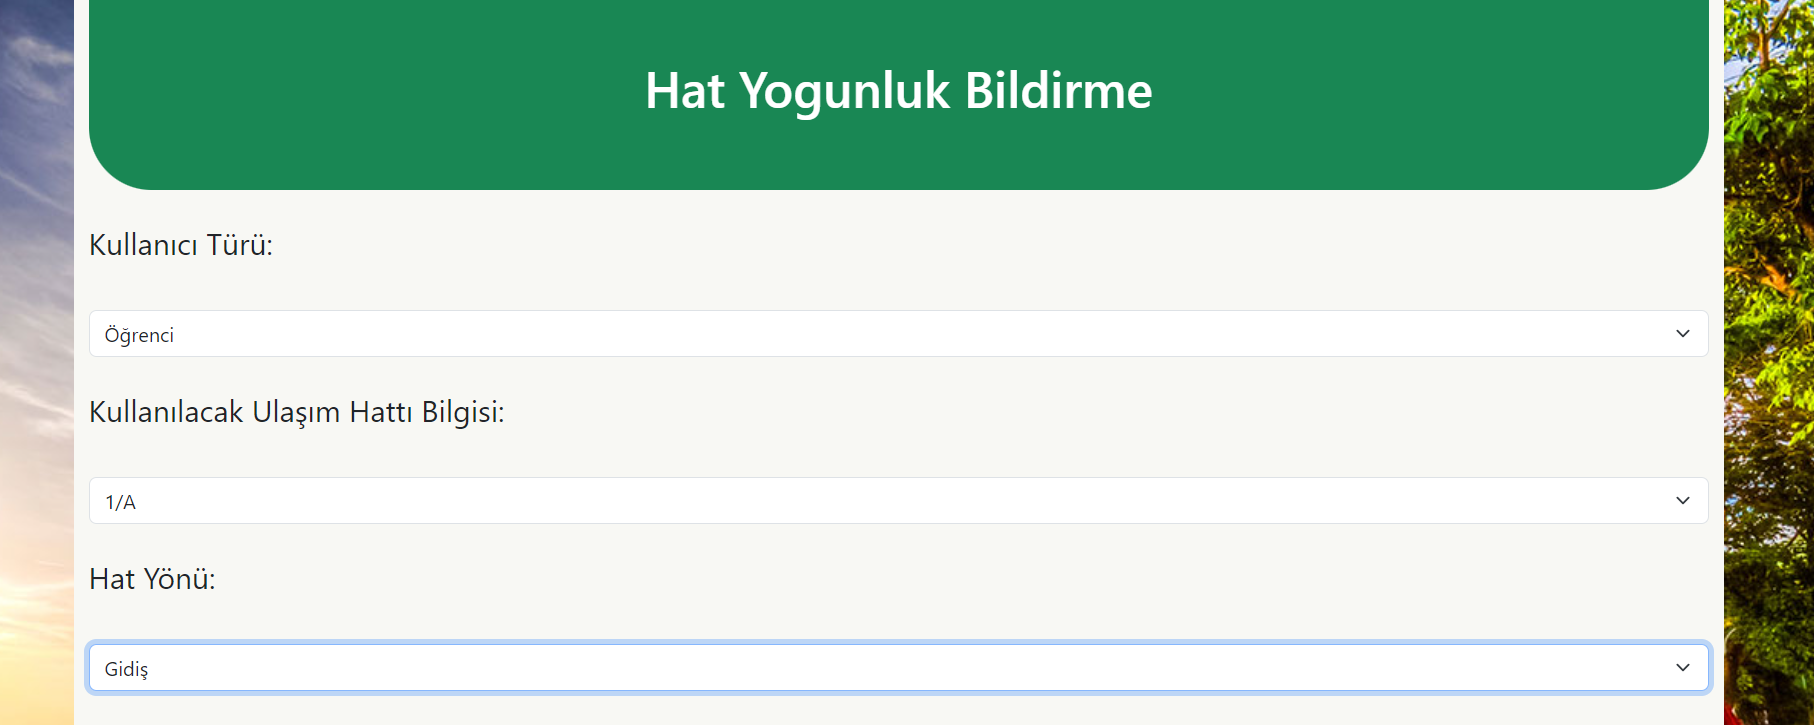 Hat Yogunluk Bildirme
Kullanıcı Türü:
Öğrenci
Kullanılacak Ulaşım Hattı Bilgisi:
1/A
Hat Yönü:
Gidiş